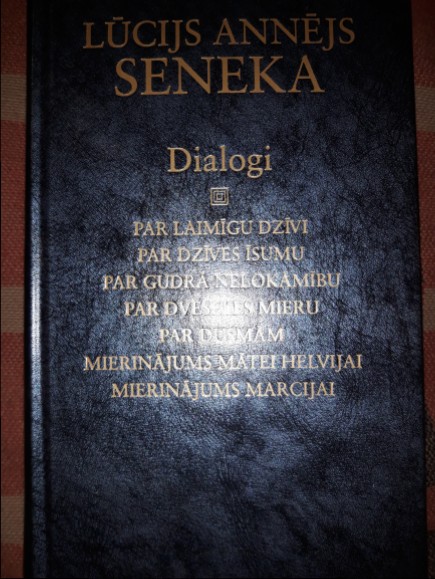 LŪCIJS ANNĒJS
SENEKA
Dialogi
PAR LAIMĪGU DZĪVI
PAR DZĪVES ĪSUMU
PAR GUDRĀ NELOKĀMĪBU
PAR DVĒSELES MIERU
PAR DUSMĀM
MIERINĀJUMS MĀTEI HELVIJAI
MIERINĀJUMS MARCIJAI